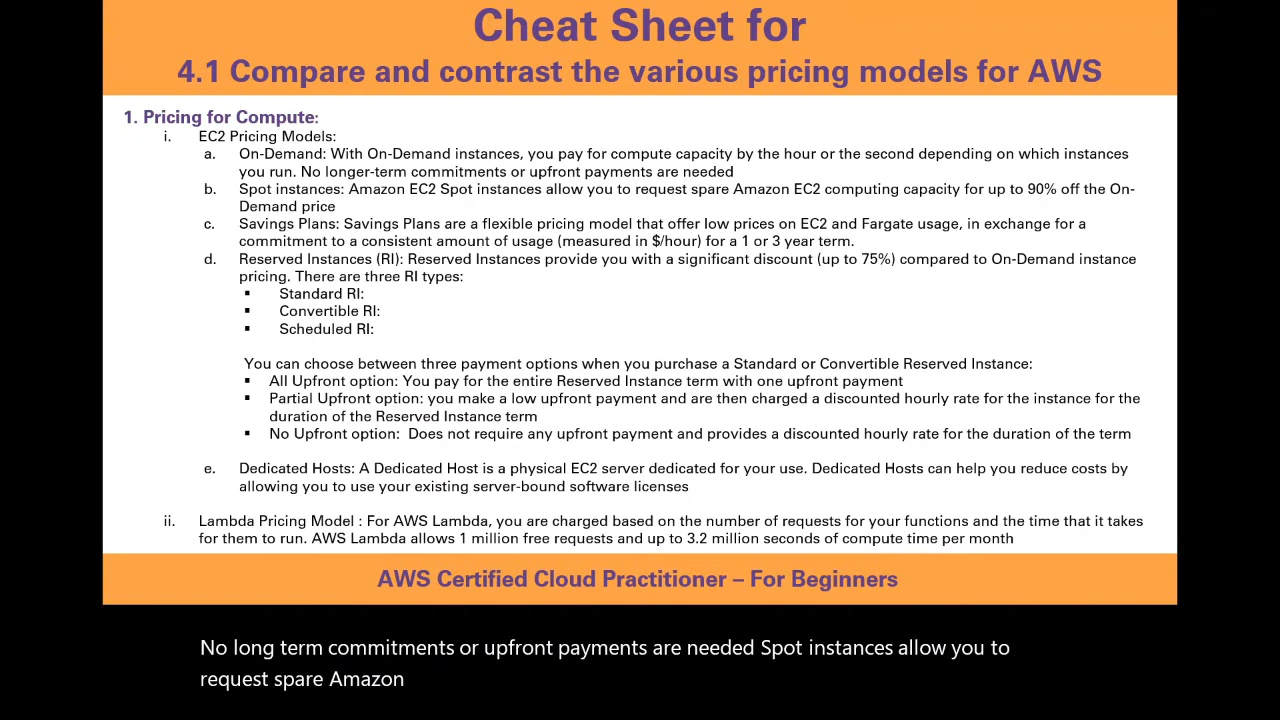 Cheat Sheet for
4.1 Compare and contrast the various pricing models for AWS
1. Pricing for Compute:
i. EC2 Pricing Models:
a. On-Demand: With On-Demand instances, you pay for compute capacity by the hour or the second depending on which instances
you run. No longer-term commitments or upfront payments are needed
b. Spot instances: Amazon EC2 Spot instances allow you to request spare Amazon EC2 computing capacity for up to 90% off the On-
Demand price
c. Savings Plans: Savings Plans are a flexible pricing model that offer low prices on EC2 and Fargate usage, in exchange for a
commitment to a consistent amount of usage (measured in $/hour) for a 1 or 3 year term.
d. Reserved Instances (RI): Reserved Instances provide you with a significant discount (up to 75%) compared to On-Demand instance
pricing. There are three RI types:
▪ Standard RI:
▪ Convertible RI:
▪ Scheduled RI:
You can choose between three payment options when you purchase a Standard or Convertible Reserved Instance:
▪ All Upfront option: You pay for the entire Reserved Instance term with one upfront payment
▪ Partial Upfront option: you make a low upfront payment and are then charged a discounted hourly rate for the instance for the
duration of the Reserved Instance term
▪ No Upfront option: Does not require any upfront payment and provides a discounted hourly rate for the duration of the term
e. Dedicated Hosts: A Dedicated Host is a physical EC2 server dedicated for your use. Dedicated Hosts can help you reduce costs by
allowing you to use your existing server-bound software licenses
ii. Lambda Pricing Model : For AWS Lambda, you are charged based on the number of requests for your functions and the time that it takes
for them to run. AWS Lambda allows 1 million free requests and up to 3.2 million seconds of compute time per month
AWS Certified Cloud Practitioner – For Beginners
No long term commitments or upfront payments are needed Spot instances allow you to
request spare Amazon